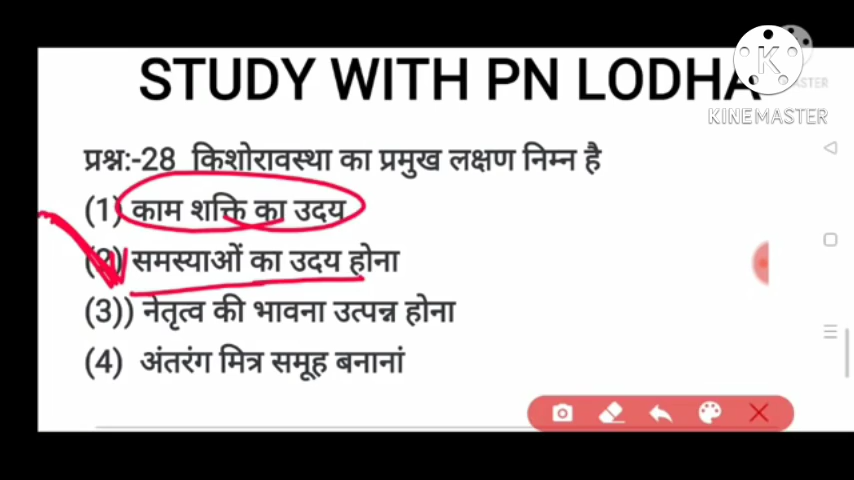 STUDY WITH PN LODHA
K
KINEMASTER
प्रश्न:-28 किशोरावस्था का प्रमुख लक्षण निम्न है
(1) काम शक्ति का उदय
(2) समस्याओं का उदय होना
(3)) नेतृत्व की भावना उत्पन्न होना
(4) अंतरंग मित्र समूह बनानां